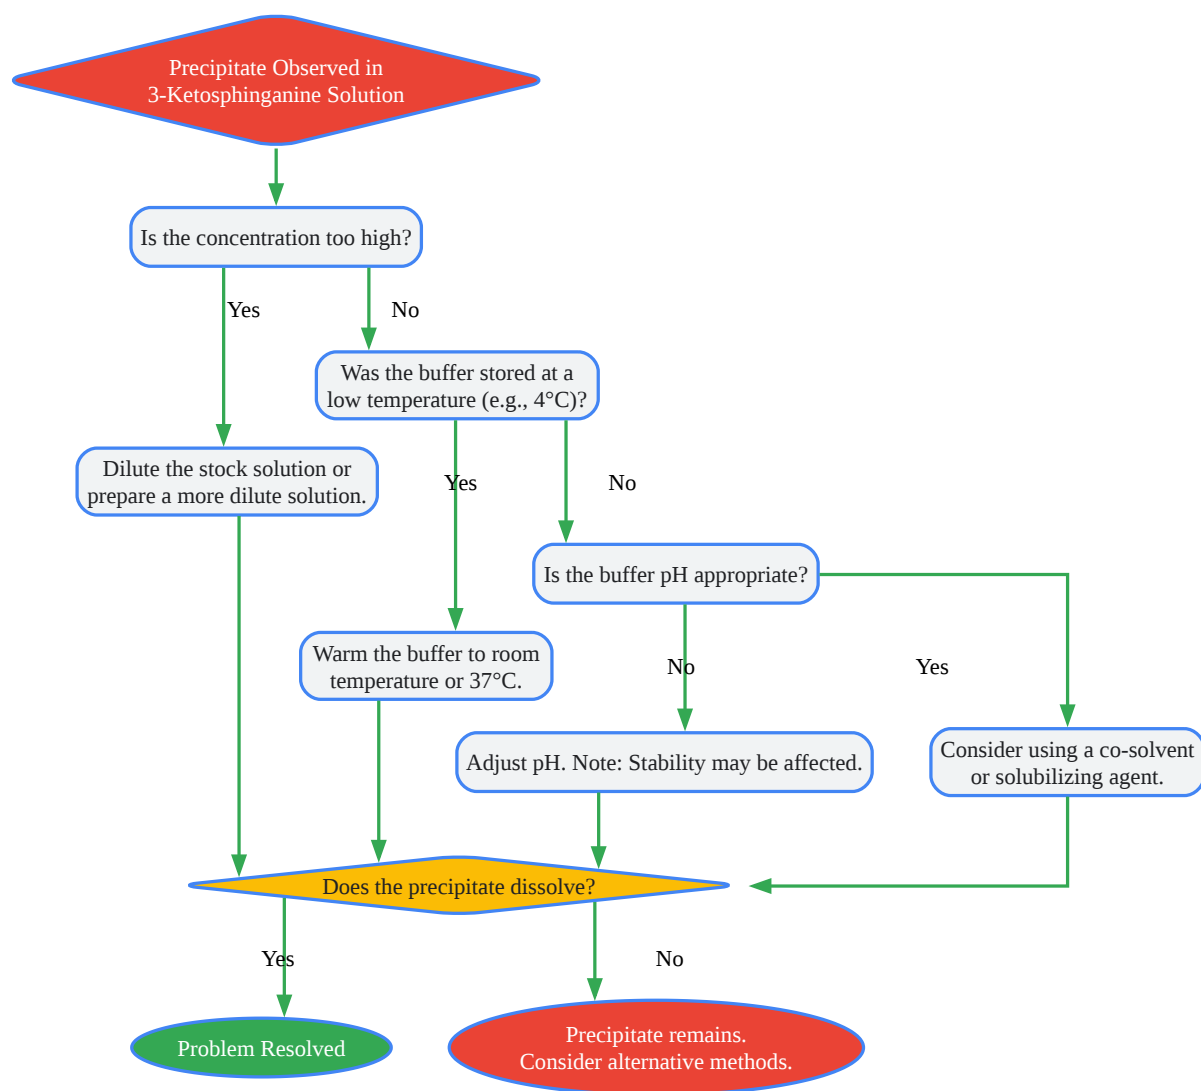 Precipitate Observed in
3-Ketosphinganine Solution
Is the concentration too high?
Yes
No
Was the buffer stored at a
low temperature (e.g., 4°C)?
Dilute the stock solution or
prepare a more dilute solution.
Yes
No
Is the buffer pH appropriate?
Warm the buffer to room
temperature or 37°C.
No
Yes
Adjust pH. Note: Stability may be affected.
Consider using a co-solvent
or solubilizing agent.
Does the precipitate dissolve?
Yes
No
Problem Resolved
Precipitate remains.
Consider alternative methods.